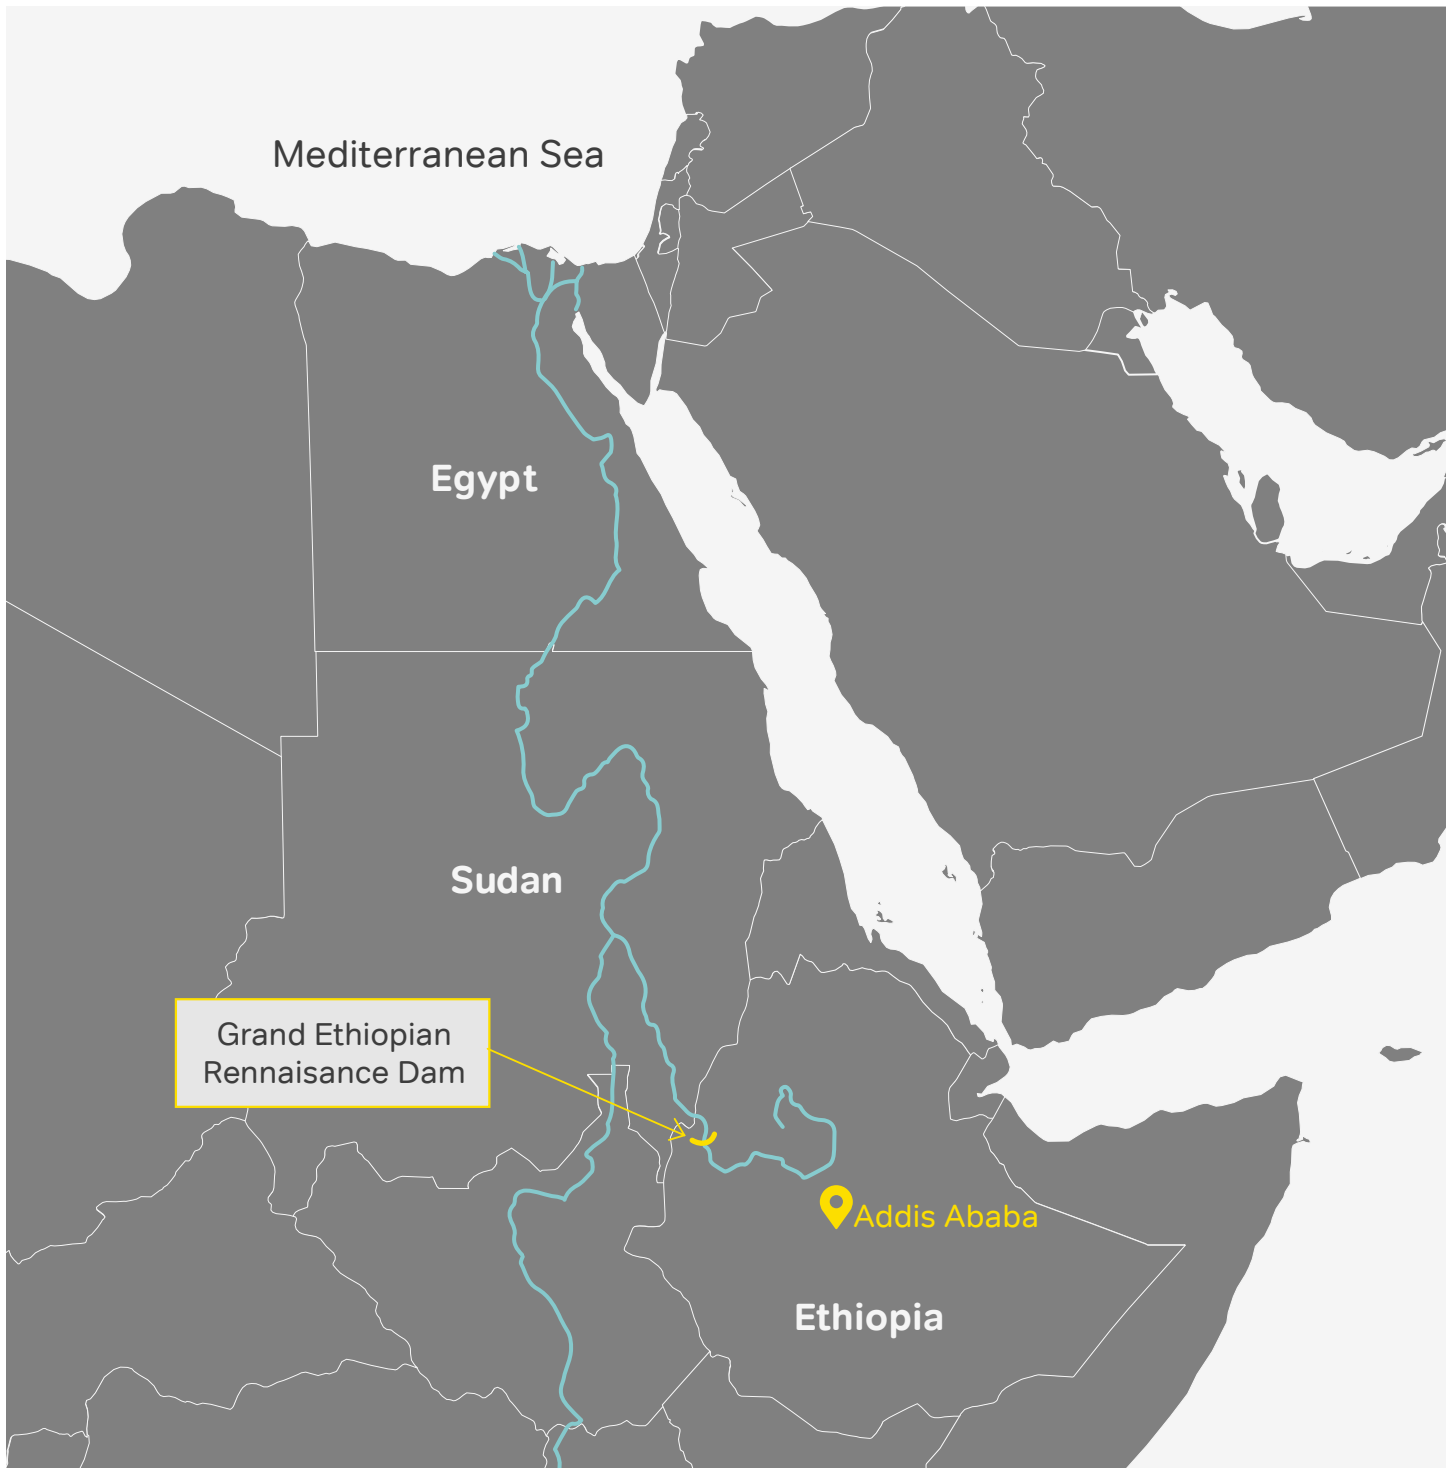 Mediterranean Sea
Egypt
Sudan
Grand Ethiopian
Rennaisance Dam
Addis Ababa
Ethiopia